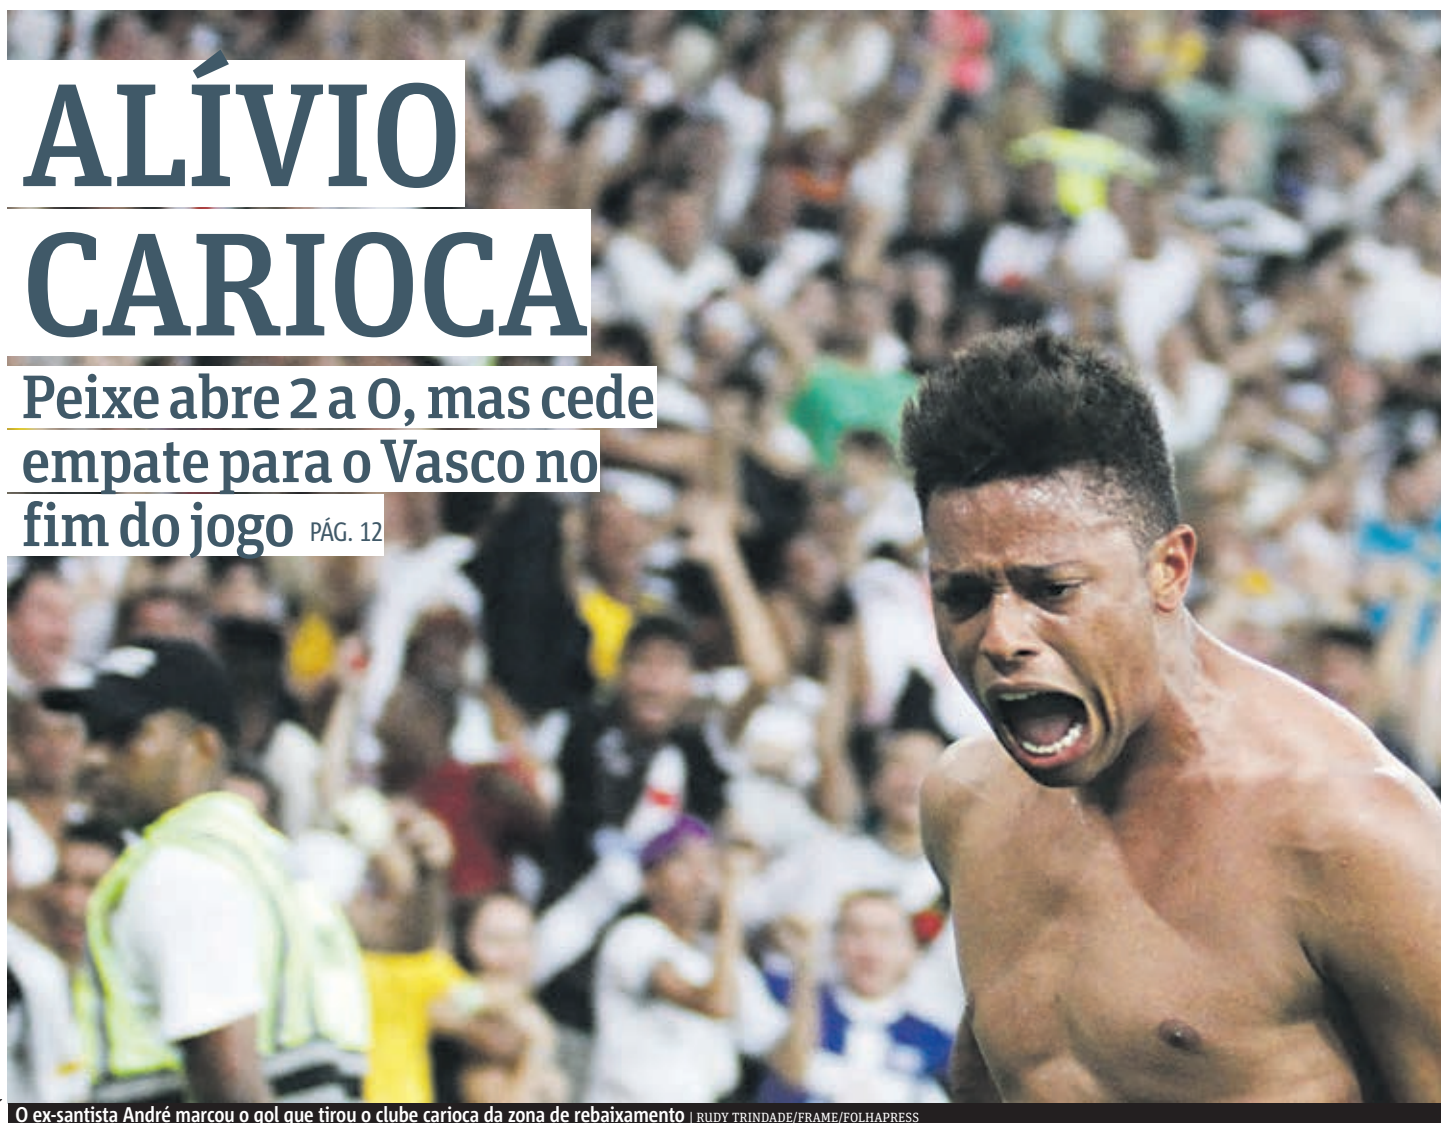 ALÍVIO
CARIOCA
Peixe abre 2 a 0, mas cede
empate para o Vasco no
fim do jogo PÁG. 12
O ex-santista André marcou o gol que tirou o clube carioca da zona de rebaixamento | RUDY TRINDADE/FRAME/FOLHAPRESS